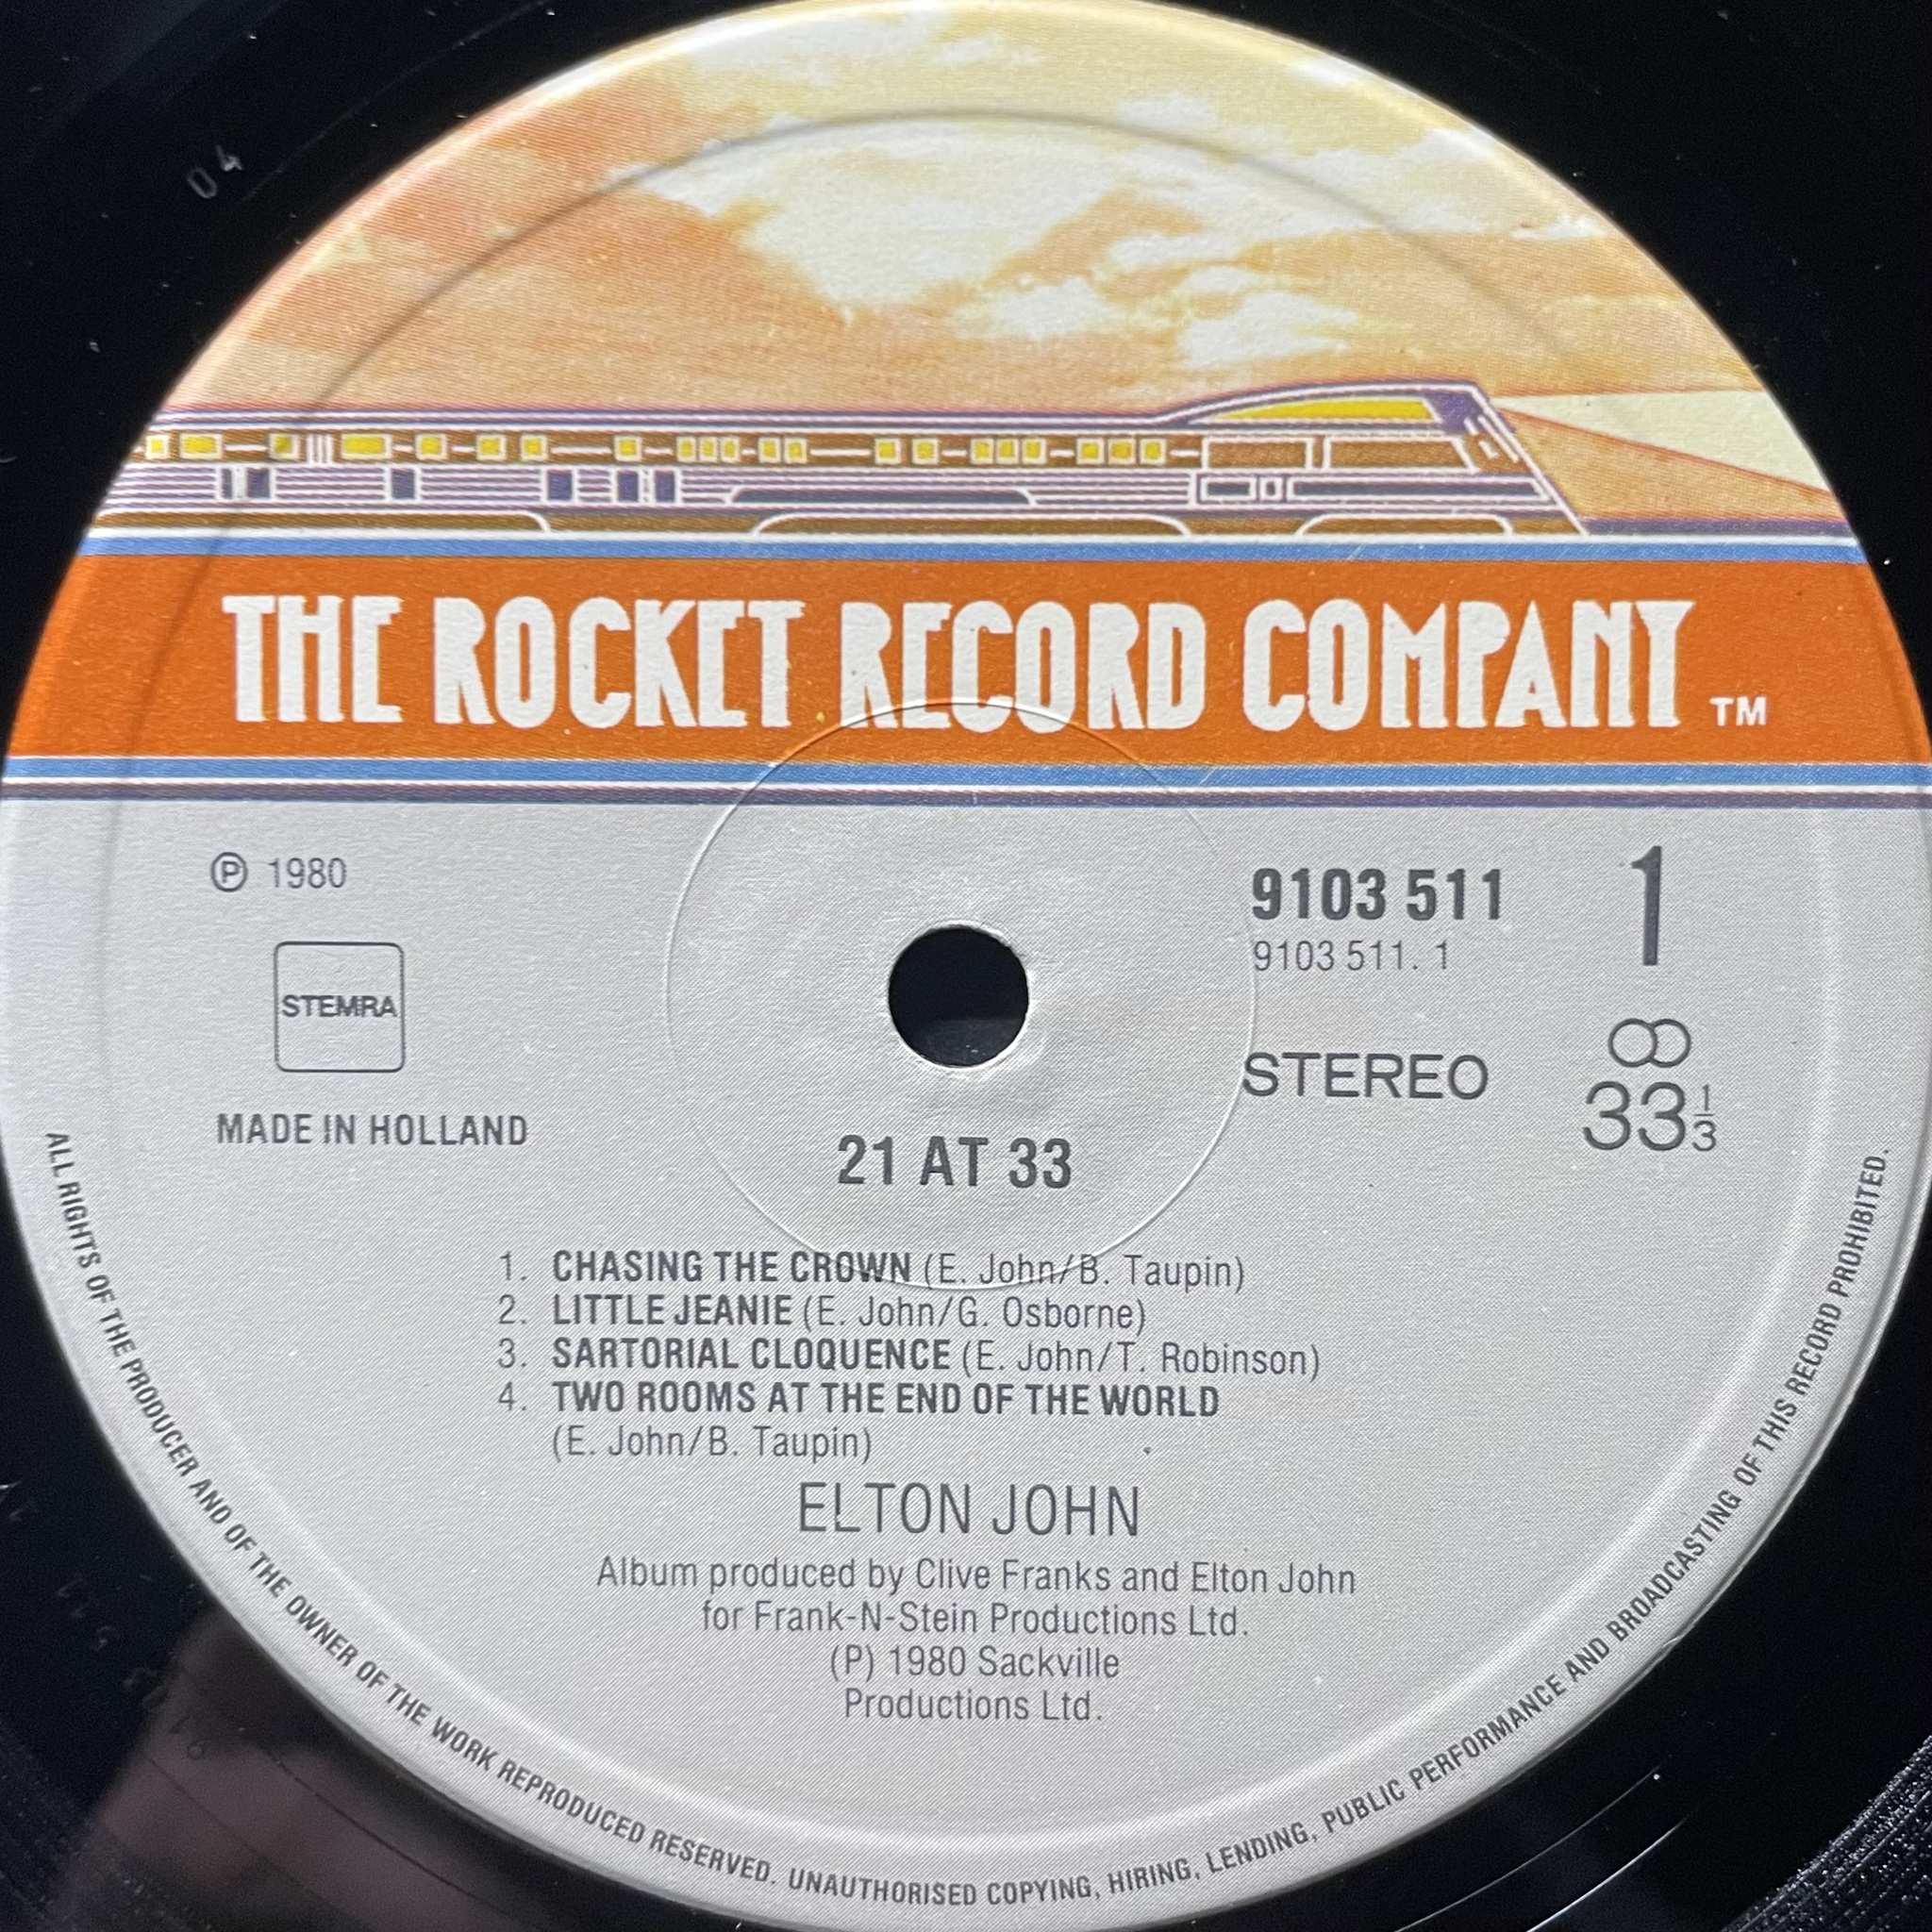 04
THE ROCKET RECORD COMPANY ™
Ⓟ 1980
STEMRA
MADE IN HOLLAND
9103 511
9103 511. 1
1
STEREO
33 1/3
21 AT 33
1. CHASING THE CROWN (E. John/B. Taupin)
2. LITTLE JEANIE (E. John/G. Osborne)
3. SARTORIAL CLOQUENCE (E. John/T. Robinson)
4. TWO ROOMS AT THE END OF THE WORLD
(E. John/B. Taupin)
ELTON JOHN
Album produced by Clive Franks and Elton John
for Frank-N-Stein Productions Ltd.
(P) 1980 Sackville
Productions Ltd.
ALL RIGHTS OF THE PRODUCER AND OF THE OWNER OF THE WORK REPRODUCED RESERVED. UNAUTHORISED COPYING, HIRING, LENDING, PUBLIC PERFORMANCE AND BROADCASTING OF THIS RECORD PROHIBITED.